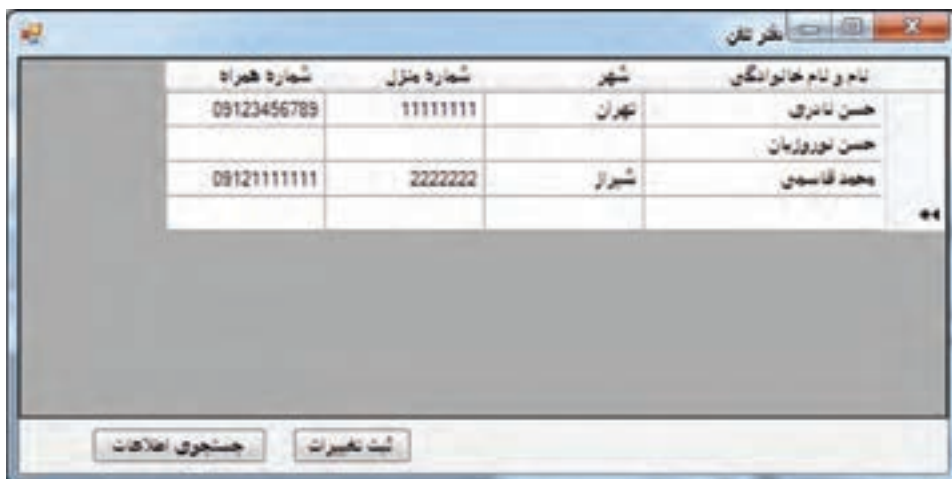 دفتر تلفن
نام و نام خانوادگی شهر شماره منزل شماره همراه
حسن نادری تهران 11111111 09123456789
حسن نوروزیان
محمد قاسمی شیراز 2222222 09121111111
ثبت تغییرات جستجوی اطلاعات